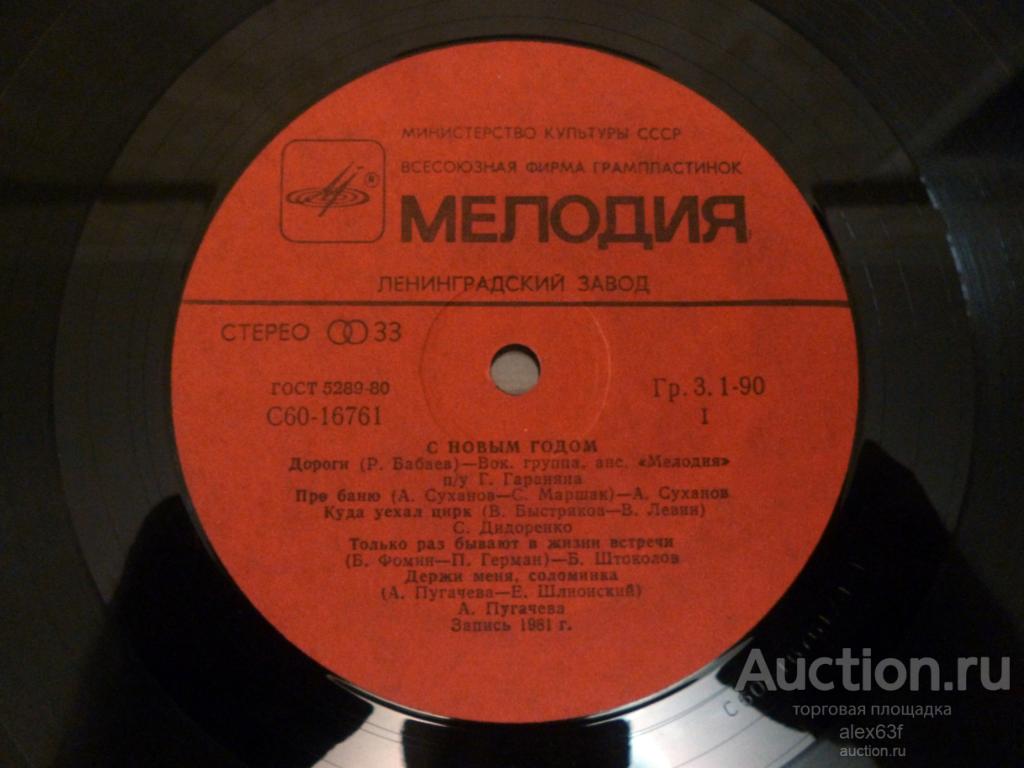 МИНИСТЕРСТВО КУЛЬТУРЫ СССР
ВСЕСОЮЗНАЯ ФИРМА ГРАМПЛАСТИНОК
®
МЕЛОДИЯ
ЛЕНИНГРАДСКИЙ ЗАВОД
СТЕРЕО 33
ГОСТ 5289-80
Гр. 3. 1-90
С60-16761
I
С НОВЫМ ГОДОМ
Дороги (Р. Бабаев)—Вок. группа, анс. «Мелодия»
п/у Г. Гараняна
Про баню (А. Суханов—С. Маршак)—А. Суханов
Куда уехал цирк (В. Быстряков—В. Левин)
С. Дидоренко
Только раз бывают в жизни встречи
(Б. Фомин—П. Герман)—Б. Штоколов
Держи меня, соломинка
(А. Пугачева—Е. Шлионский)
А. Пугачева
Запись 1981 г.
Auction.ru
торговая площадка
alex63f
auction.ru